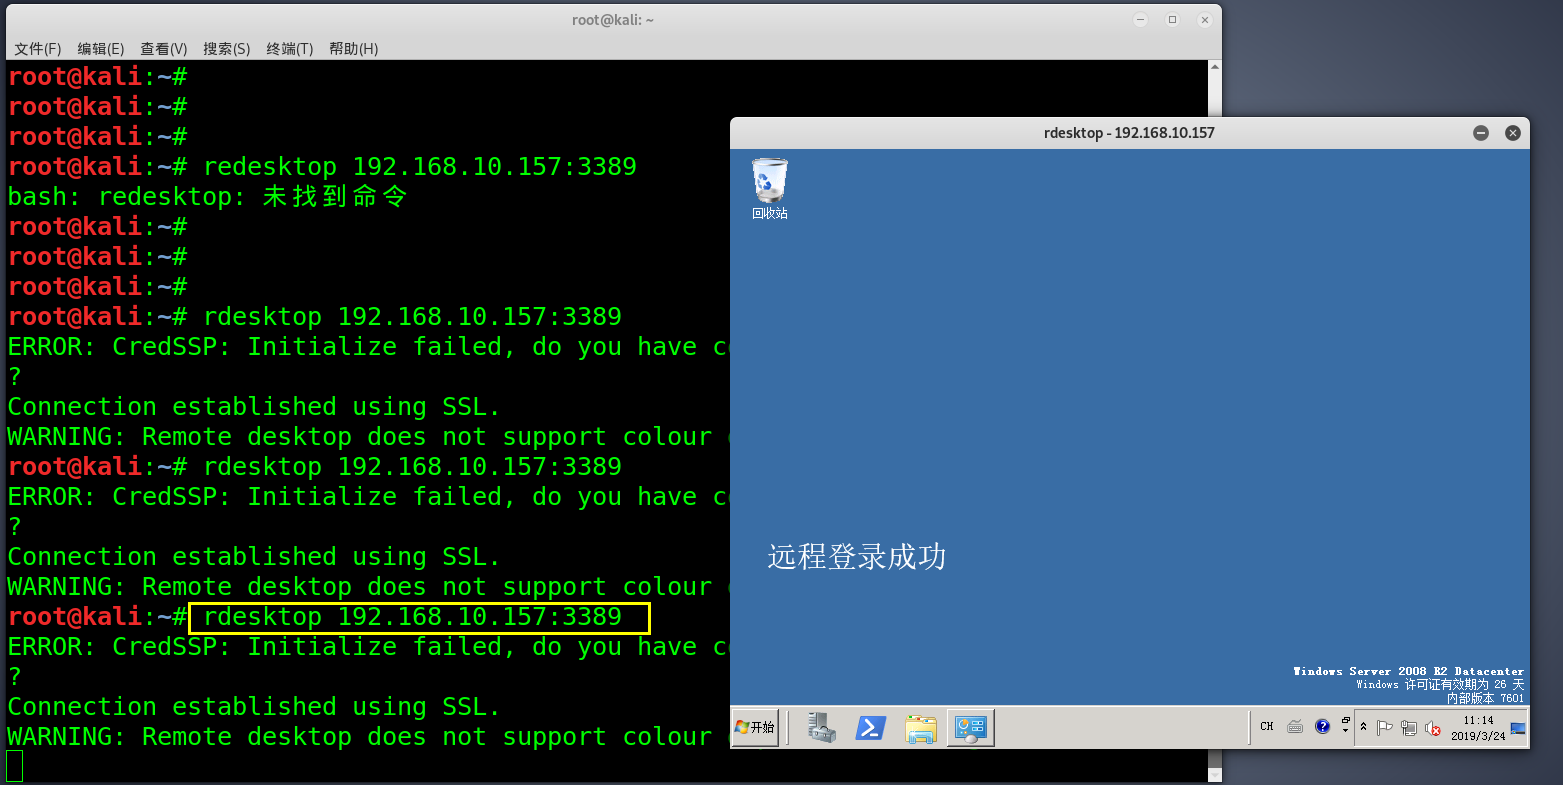 root@kali: ~
文件(F) 编辑(E) 查看(V) 搜索(S) 终端(T) 帮助(H)
root@kali:~#
root@kali:~#
root@kali:~#
root@kali:~# redesktop 192.168.10.157:3389
bash: redesktop: 未找到命令
root@kali:~#
root@kali:~#
root@kali:~#
root@kali:~# rdesktop 192.168.10.157:3389
ERROR: CredSSP: Initialize failed, do you have
?
Connection established using SSL.
WARNING: Remote desktop does not support colour
root@kali:~# rdesktop 192.168.10.157:3389
ERROR: CredSSP: Initialize failed, do you have
?
Connection established using SSL.
WARNING: Remote desktop does not support colour
root@kali:~# rdesktop 192.168.10.157:3389
ERROR: CredSSP: Initialize failed, do you have
?
Connection established using SSL.
WARNING: Remote desktop does not support colour
rdesktop - 192.168.10.157
回收站
远程登录成功
Windows Server 2008 R2 Datacenter
Windows 许可证有效期为 26 天
内部版本 7601
开始
CH
11:14
2019/3/24